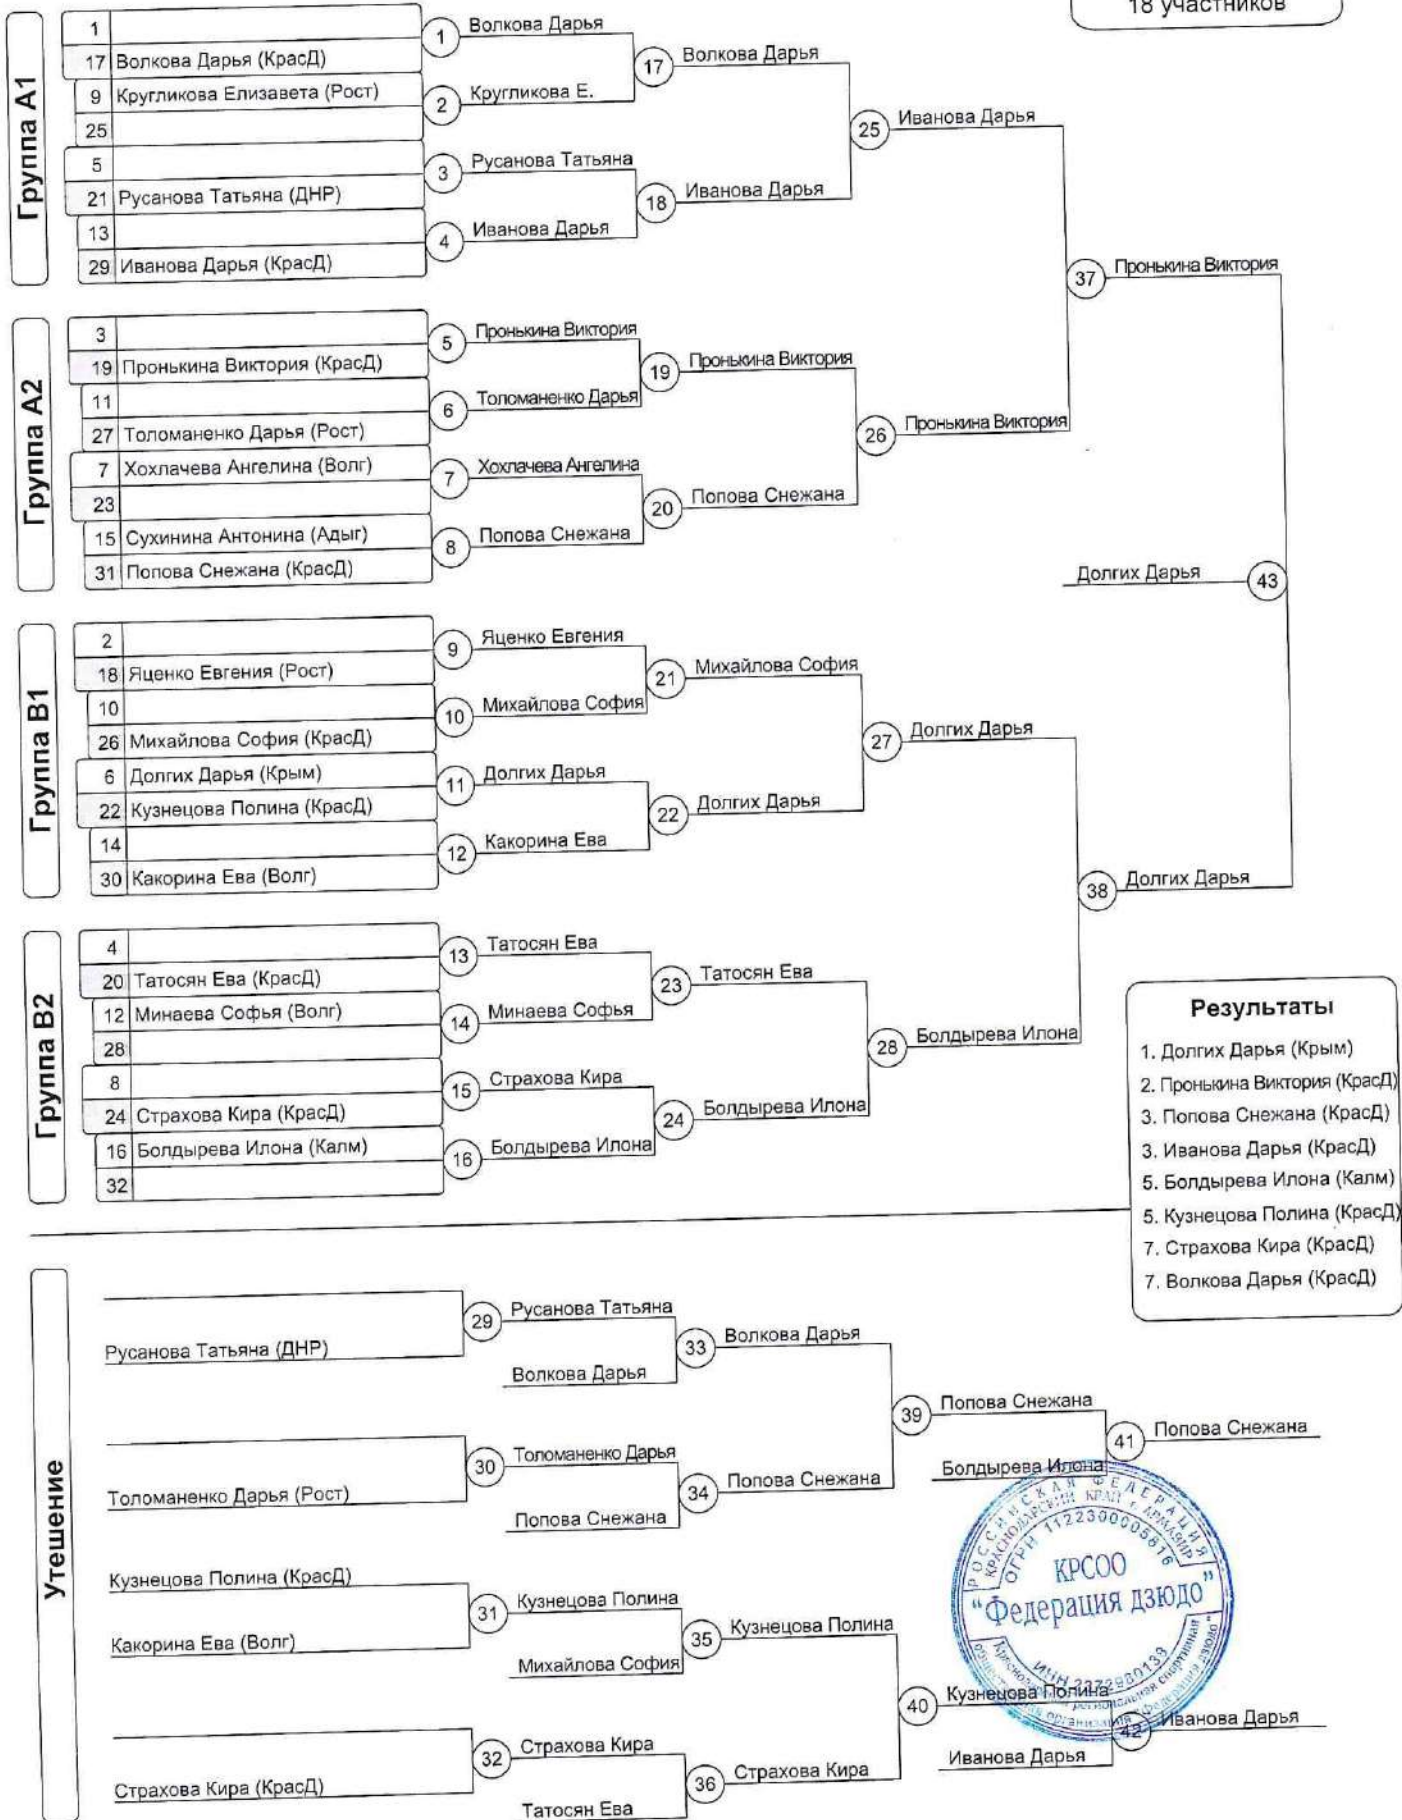 18 участников
Группа А1
1
17 Волкова Дарья (КрасД)
9 Кругликова Елизавета (Рост)
25
5
21 Русанова Татьяна (ДНР)
13
29 Иванова Дарья (КрасД)
1 Волкова Дарья
2 Кругликова Е.
3 Русанова Татьяна
4 Иванова Дарья
17 Волкова Дарья
18 Иванова Дарья
25 Иванова Дарья
37 Пронькина Виктория
Группа А2
3
19 Пронькина Виктория (КрасД)
11
27 Толоманенко Дарья (Рост)
7 Хохлачева Ангелина (Волг)
23
15 Сухинина Антонина (Адыг)
31 Попова Снежана (КрасД)
5 Пронькина Виктория
6 Толоманенко Дарья
7 Хохлачева Ангелина
8 Попова Снежана
19 Пронькина Виктория
20 Попова Снежана
26 Пронькина Виктория
Долгих Дарья 43
Группа В1
2
18 Яценко Евгения (Рост)
10
26 Михайлова София (КрасД)
6 Долгих Дарья (Крым)
22 Кузнецова Полина (КрасД)
14
30 Какорина Ева (Волг)
9 Яценко Евгения
10 Михайлова София
11 Долгих Дарья
12 Какорина Ева
21 Михайлова София
22 Долгих Дарья
27 Долгих Дарья
38 Долгих Дарья
Группа В2
4
20 Татосян Ева (КрасД)
12 Минаева Софья (Волг)
28
8
24 Страхова Кира (КрасД)
16 Болдырева Илона (Калм)
32
13 Татосян Ева
14 Минаева Софья
15 Страхова Кира
16 Болдырева Илона
23 Татосян Ева
24 Болдырева Илона
28 Болдырева Илона
Результаты
1. Долгих Дарья (Крым)
2. Пронькина Виктория (КрасД)
3. Попова Снежана (КрасД)
3. Иванова Дарья (КрасД)
5. Болдырева Илона (Калм)
5. Кузнецова Полина (КрасД)
7. Страхова Кира (КрасД)
7. Волкова Дарья (КрасД)
Утешение
Русанова Татьяна (ДНР)
Толоманенко Дарья (Рост)
Кузнецова Полина (КрасД)
Какорина Ева (Волг)
Страхова Кира (КрасД)
29 Русанова Татьяна
Волкова Дарья
30 Толоманенко Дарья
Попова Снежана
31 Кузнецова Полина
Михайлова София
32 Страхова Кира
Татосян Ева
33 Волкова Дарья
34 Попова Снежана
35 Кузнецова Полина
36 Страхова Кира
39 Попова Снежана
Болдырева Илона
40 Кузнецова Полина
Иванова Дарья
41 Попова Снежана
42 Иванова Дарья
РОССИЙСКАЯ ФЕДЕРАЦИЯ
КРАСНОДАРСКИЙ КРАЙ г. АРМАВИР
ОГРН 1122300005816
КРСОО
"Федерация дзюдо"